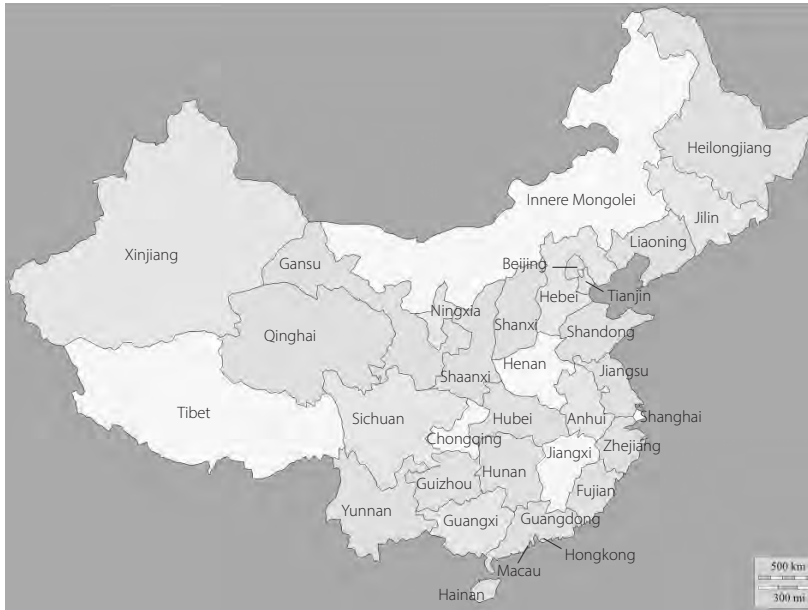 Heilongjiang
Innere Mongolei
Jilin
Xinjiang
Gansu
Liaoning
Beijing
Tianjin
Hebei
Ningxia
Shanxi
Qinghai
Shandong
Henan
Shaanxi
Jiangsu
Tibet
Sichuan
Hubei
Anhui
Shanghai
Chongqing
Zhejiang
Jiangxi
Hunan
Guizhou
Fujian
Yunnan
Guangxi
Guangdong
Hongkong
Macau
Hainan
500 km
300 mi